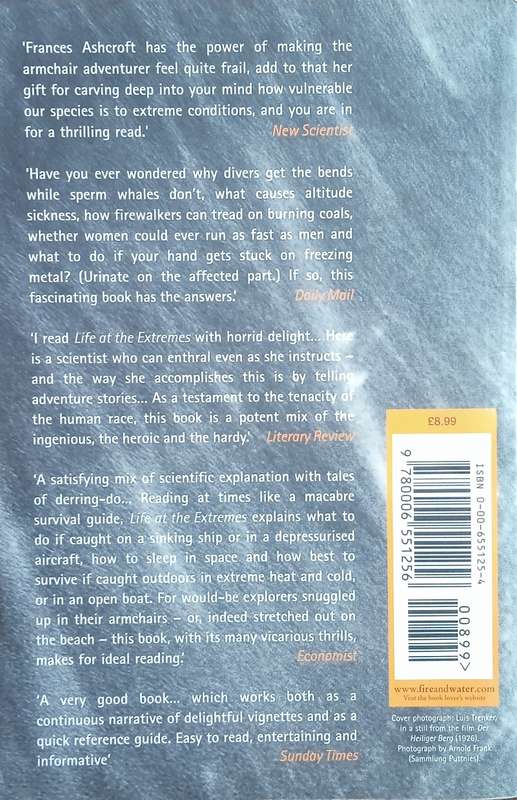 'Frances Ashcroft has the power of making the
armchair adventurer feel quite frail, add to that her
gift for carving deep into your mind how vulnerable
our species is to extreme conditions, and you are in
for a thrilling read.' New Scientist
'Have you ever wondered why divers get the bends
while sperm whales don't, what causes altitude
sickness, how firewalkers can tread on burning coals,
whether women could ever run as fast as men and
what to do if your hand gets stuck on freezing
metal? (Urinate on the affected part.) If so, this
fascinating book has the answers.' Daily Mail
'I read Life at the Extremes with horrid delight... Here
is a scientist who can enthral even as she instructs –
and the way she accomplishes this is by telling
adventure stories... As a testament to the tenacity of
the human race, this book is a potent mix of the
ingenious, the heroic and the hardy.' Literary Review
'A satisfying mix of scientific explanation with tales
of derring-do... Reading at times like a macabre
survival guide, Life at the Extremes explains what to
do if caught on a sinking ship or in a depressurised
aircraft, how to sleep in space and how best to
survive if caught outdoors in extreme heat and cold,
or in an open boat. For would-be explorers snuggled
up in their armchairs – or, indeed stretched out on
the beach – this book, with its many vicarious thrills,
makes for ideal reading.' Economist
'A very good book... which works both as a
continuous narrative of delightful vignettes and as a
quick reference guide. Easy to read, entertaining and
informative' Sunday Times
£8.99
ISBN 0-00-655125-4
9 780006 551256
00899>
www.fireandwater.com
Visit the book lover's website
Cover photograph: Luis Trenker,
in a still from the film Der
Heiliger Berg (1926).
Photograph by Arnold Frank
(Sammlung Puttnies).